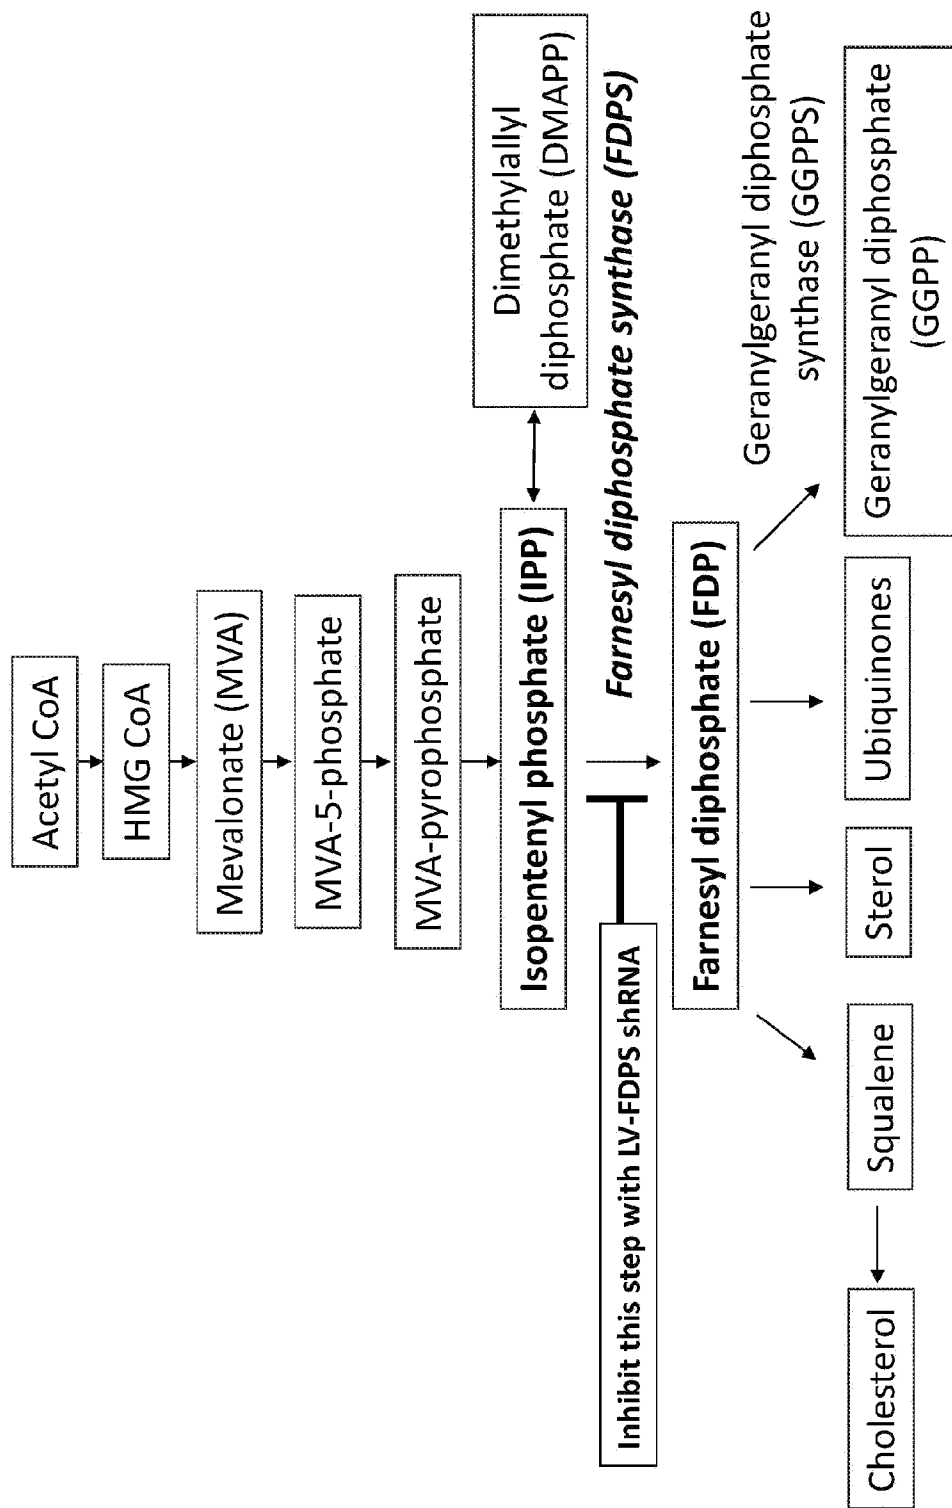 Acetyl CoA
HMG CoA
Mevalonate (MVA)
MVA-5-phosphate
MVA-pyrophosphate
Isopentenyl phosphate (IPP)
Dimethylallyl
diphosphate (DMAPP)
Inhibit this step with LV-FDPS shRNA
Farnesyl diphosphate synthase (FDPS)
Farnesyl diphosphate (FDP)
Geranylgeranyl diphosphate
synthase (GGPPS)
Cholesterol
Squalene
Sterol
Ubiquinones
Geranylgeranyl diphosphate
(GGPP)